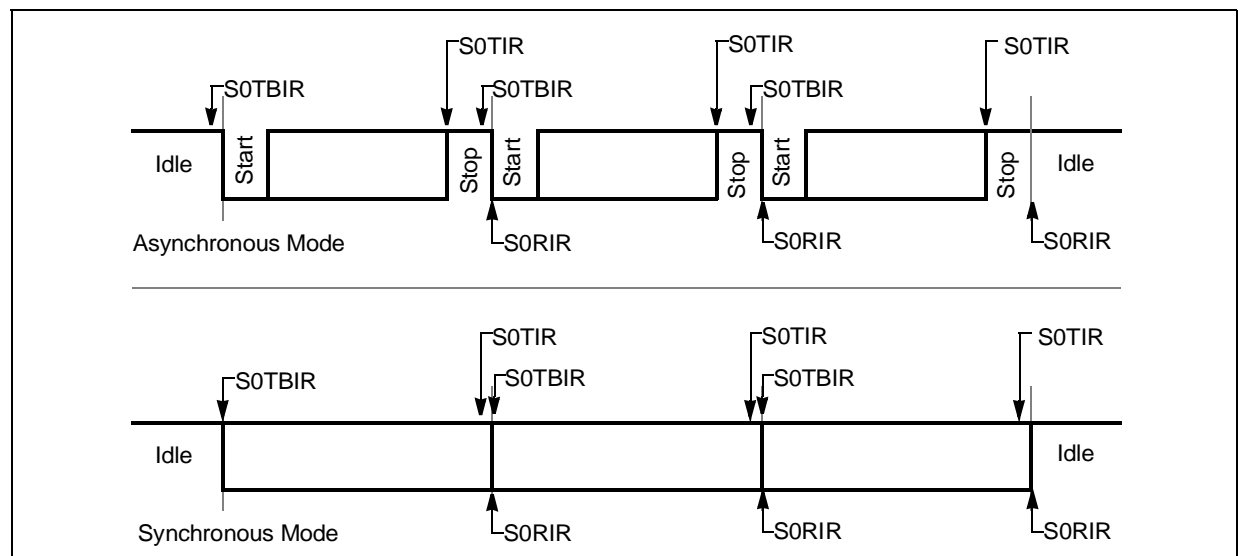 S0TIR S0TIR S0TIR
S0TBIR S0TBIR S0TBIR
Idle Start Stop Start Stop Start Stop Idle
Asynchronous Mode S0RIR S0RIR S0RIR
S0TIR S0TIR S0TIR
S0TBIR S0TBIR S0TBIR
Idle Idle
Synchronous Mode S0RIR S0RIR S0RIR